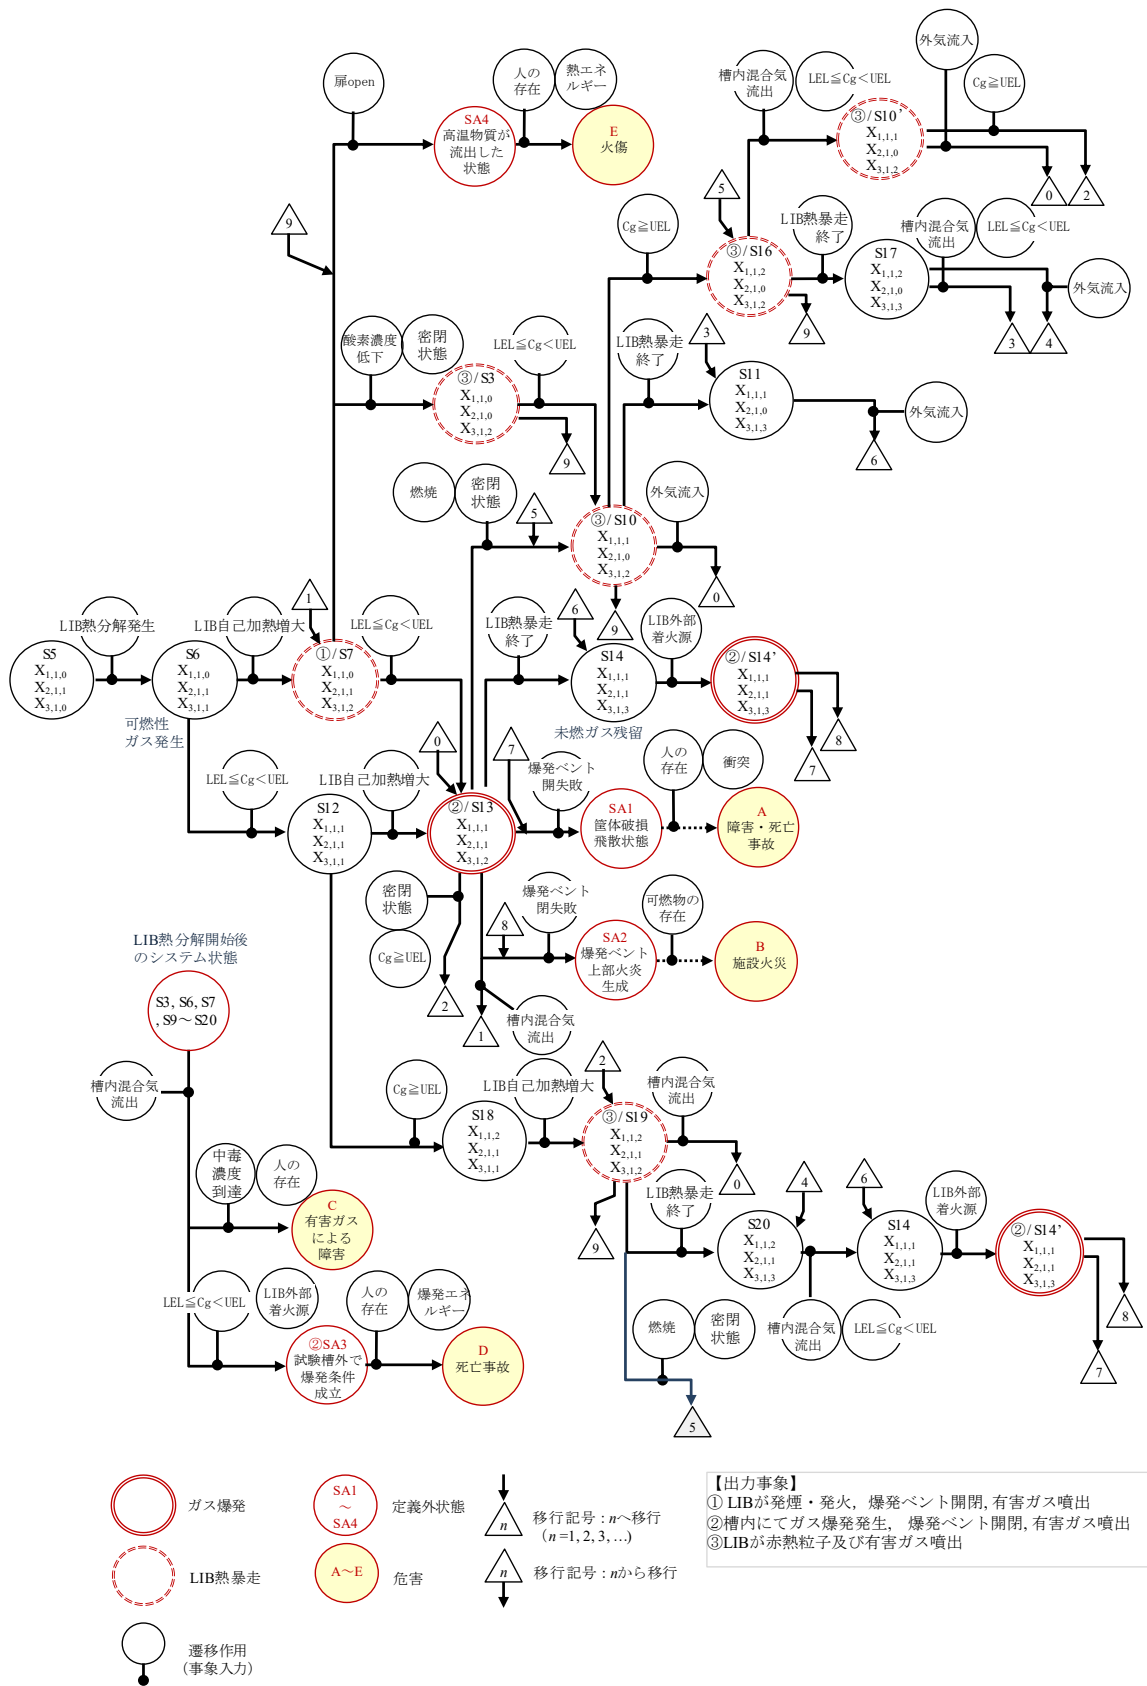 扉open
人の
存在
熱エネ
ルギー
SA4
高温物質が
流出した
状態
E
火傷
槽内混合気
流出
LEL≦Cg<UEL
外気流入
Cg≧UEL
③/S10’
X1,1,1
X2,1,0
X3,1,2
0
2
9
5
Cg≧UEL
③/S16
X1,1,2
X2,1,0
X3,1,2
9
LIB熱暴走
終了
S17
X1,1,2
X2,1,0
X3,1,3
槽内混合気
流出
LEL≦Cg<UEL
外気流入
3
4
酸素濃度
低下
密閉
状態
③/S3
X1,1,0
X2,1,0
X3,1,2
LEL≦Cg<UEL
9
LIB熱暴走
終了
3
S11
X1,1,1
X2,1,0
X3,1,3
外気流入
6
燃焼
密閉
状態
5
③/S10
X1,1,1
X2,1,0
X3,1,2
外気流入
0
9
S5
X1,1,0
X2,1,1
X3,1,0
LIB熱分解発生
S6
X1,1,0
X2,1,1
X3,1,1
可燃性
ガス発生
LIB自己加熱増大
1
①/S7
X1,1,0
X2,1,1
X3,1,2
LEL≦Cg<UEL
LIB熱暴走
終了
6
S14
X1,1,1
X2,1,1
X3,1,3
未燃ガス残留
LIB外部
着火源
②/S14’
X1,1,1
X2,1,1
X3,1,3
7
8
LEL≦Cg<UEL
S12
X1,1,1
X2,1,1
X3,1,1
LIB自己加熱増大
0
②/S13
X1,1,1
X2,1,1
X3,1,2
7
爆発ベント
開失敗
SA1
筐体破損
飛散状態
人の
存在
衝突
A
障害・死亡
事故
密閉
状態
Cg≧UEL
2
8
爆発ベント
閉失敗
SA2
爆発ベント
上部火炎
生成
可燃物の
存在
B
施設火災
1
槽内混合気
流出
LIB熱分解開始後
のシステム状態
S3, S6, S7
, S9～S20
槽内混合気
流出
中毒
濃度
到達
人の
存在
C
有害ガス
による
障害
LEL≦Cg<UEL
LIB外部
着火源
②SA3
試験槽外で
爆発条件
成立
人の
存在
爆発エネ
ルギー
D
死亡事故
Cg≧UEL
S18
X1,1,2
X2,1,1
X3,1,1
LIB自己加熱増大
2
③/S19
X1,1,2
X2,1,1
X3,1,2
槽内混合気
流出
0
9
LIB熱暴走
終了
S20
X1,1,2
X2,1,1
X3,1,3
4
6
槽内混合気
流出
LEL≦Cg<UEL
S14
X1,1,1
X2,1,1
X3,1,3
LIB外部
着火源
②/S14’
X1,1,1
X2,1,1
X3,1,3
8
7
燃焼
密閉
状態
5
ガス爆発
LIB熱暴走
遷移作用
(事象入力)
SA1
～
SA4
定義外状態
A～E
危害
n
移行記号：nへ移行
（n =1, 2, 3, …)
n
移行記号：nから移行
【出力事象】
① LIBが発煙・発火，爆発ベント開閉, 有害ガス噴出
②槽内にてガス爆発発生， 爆発ベント開閉, 有害ガス噴出
③LIBが赤熱粒子及び有害ガス噴出